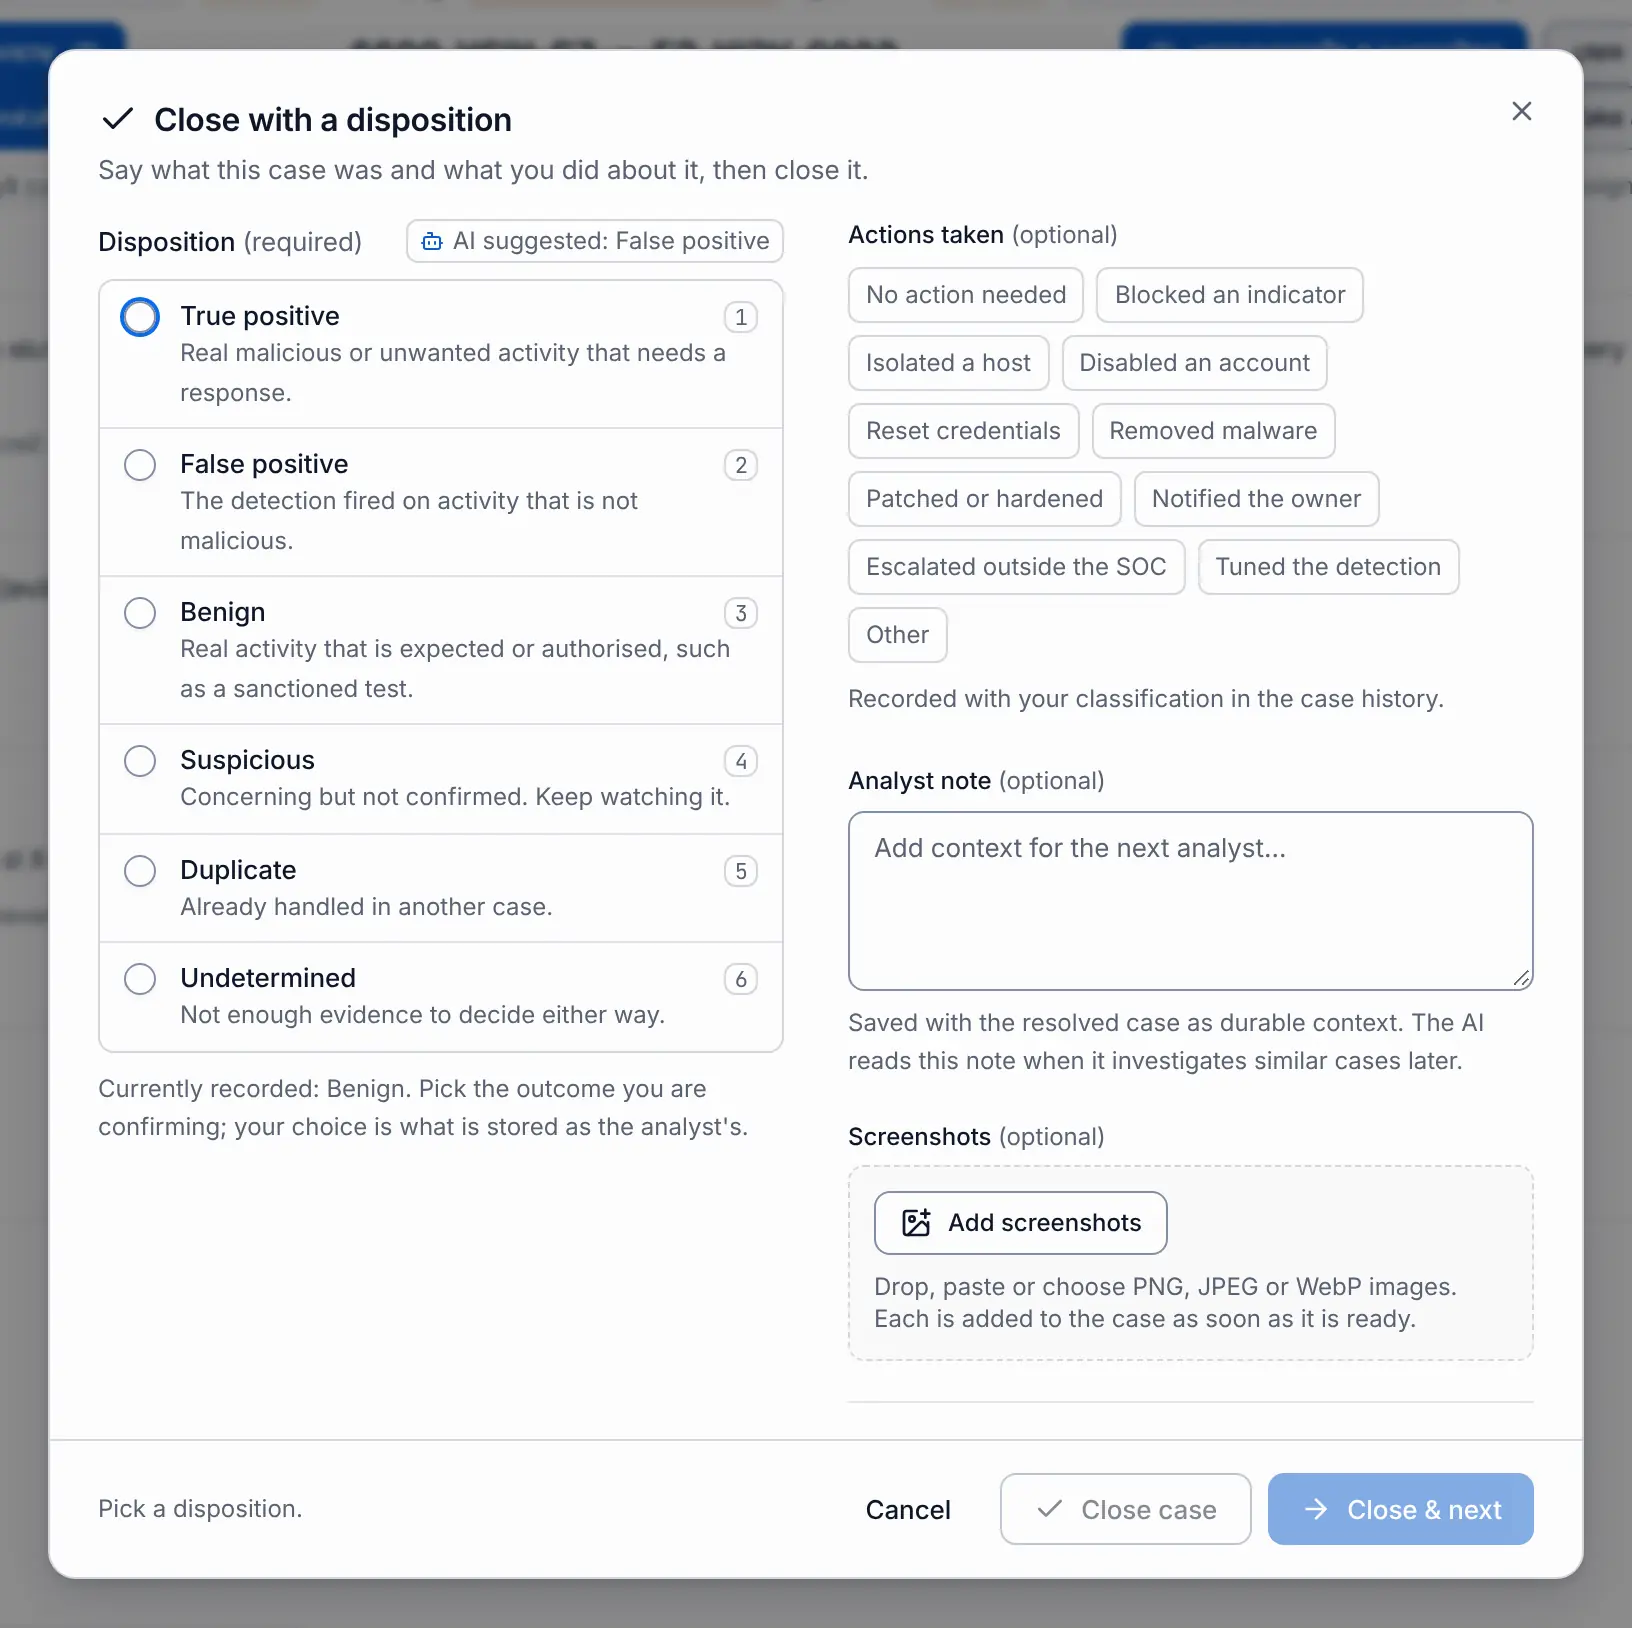 Close with a disposition
Say what this case was and what you did about it, then close it.
Disposition (required)
AI suggested: False positive
True positive
1
Real malicious or unwanted activity that needs a
response.
False positive
2
The detection fired on activity that is not
malicious.
Benign
3
Real activity that is expected or authorised, such
as a sanctioned test.
Suspicious
4
Concerning but not confirmed. Keep watching it.
Duplicate
5
Already handled in another case.
Undetermined
6
Not enough evidence to decide either way.
Currently recorded: Benign. Pick the outcome you are
confirming; your choice is what is stored as the analyst's.
Actions taken (optional)
No action needed
Blocked an indicator
Isolated a host
Disabled an account
Reset credentials
Removed malware
Patched or hardened
Notified the owner
Escalated outside the SOC
Tuned the detection
Other
Recorded with your classification in the case history.
Analyst note (optional)
Add context for the next analyst...
Saved with the resolved case as durable context. The AI
reads this note when it investigates similar cases later.
Screenshots (optional)
Add screenshots
Drop, paste or choose PNG, JPEG or WebP images.
Each is added to the case as soon as it is ready.
Pick a disposition.
Cancel
Close case
Close & next